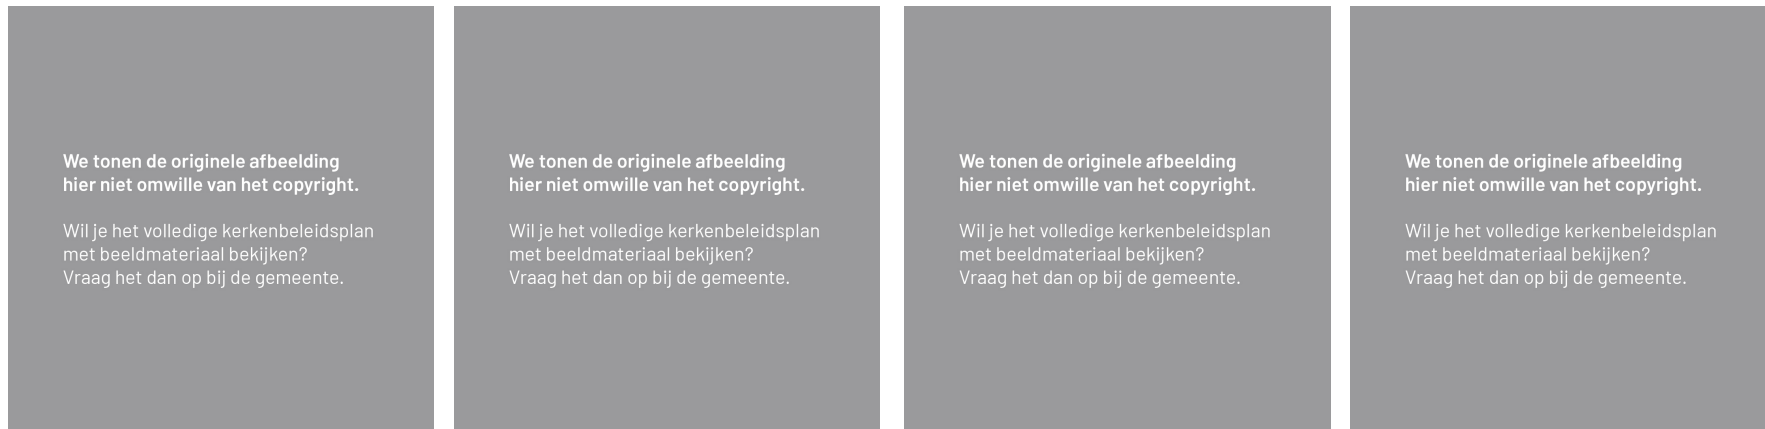 We tonen de originele afbeelding
hier niet omwille van het copyright.
Wil je het volledige kerkenbeleidsplan
met beeldmateriaal bekijken?
Vraag het dan op bij de gemeente.
We tonen de originele afbeelding
hier niet omwille van het copyright.
Wil je het volledige kerkenbeleidsplan
met beeldmateriaal bekijken?
Vraag het dan op bij de gemeente.
We tonen de originele afbeelding
hier niet omwille van het copyright.
Wil je het volledige kerkenbeleidsplan
met beeldmateriaal bekijken?
Vraag het dan op bij de gemeente.
We tonen de originele afbeelding
hier niet omwille van het copyright.
Wil je het volledige kerkenbeleidsplan
met beeldmateriaal bekijken?
Vraag het dan op bij de gemeente.